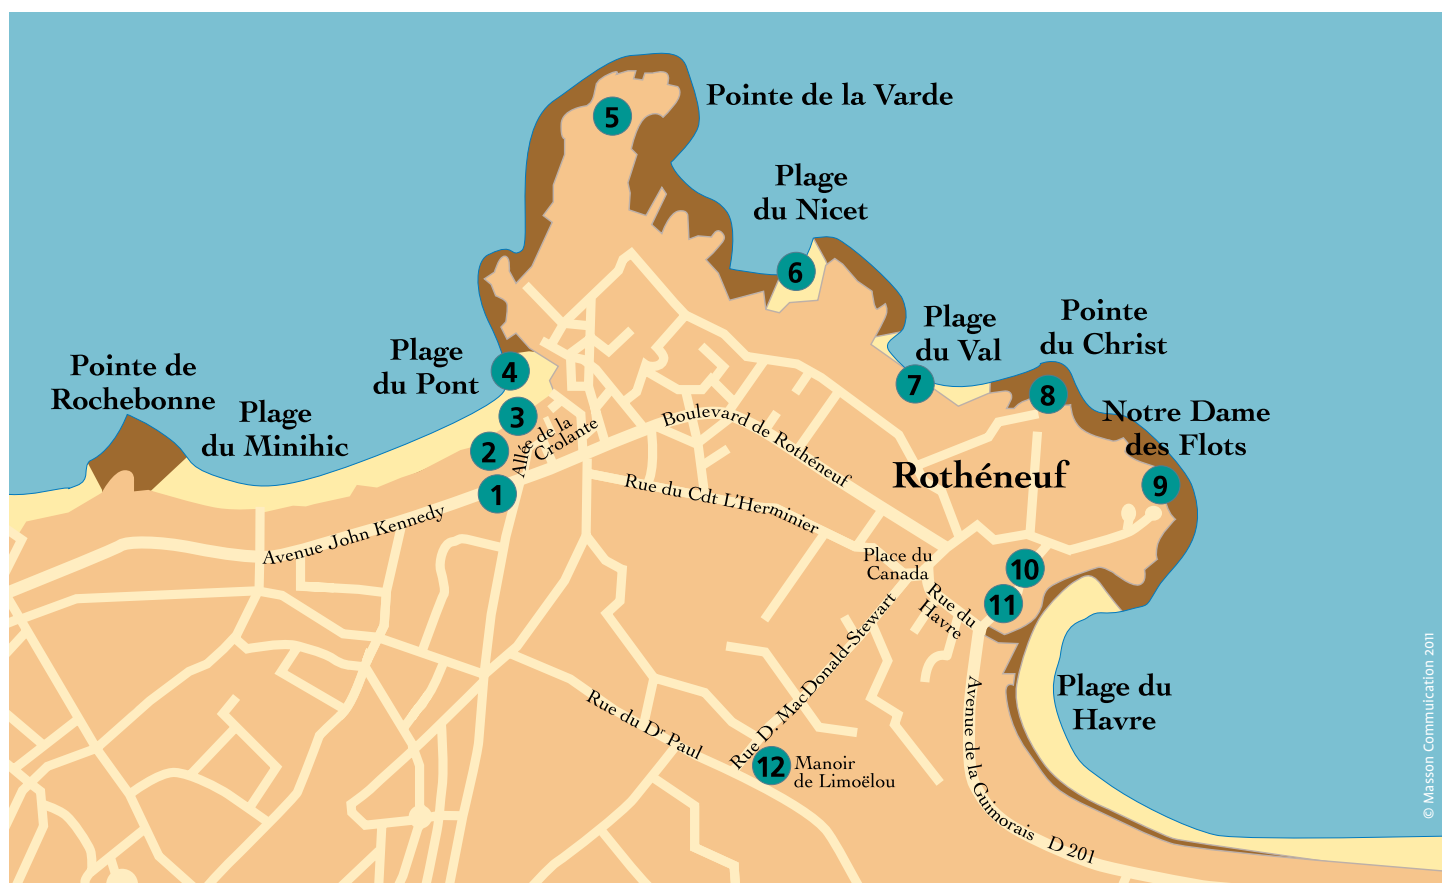 Pointe de la Varde
5
Plage
du Nicet
6
Plage
du Val
7
Pointe
du Christ
8
Notre Dame
des Flots
9
Pointe de
Rochebonne
Plage
du Minihic
Plage
du Pont
4
3
2
1
Allée de la
Crolante
Boulevard de Rothéneuf
Rothéneuf
Rue du Cdt L'Herminier
Avenue John Kennedy
Place du
Canada
10
11
Rue du
Havre
Rue D. MacDonald-Stewart
Plage du
Havre
Rue du Dr Paul
12
Manoir
de Limoëlou
Avenue de la Guimorais D 201
© Masson Commuication 2011